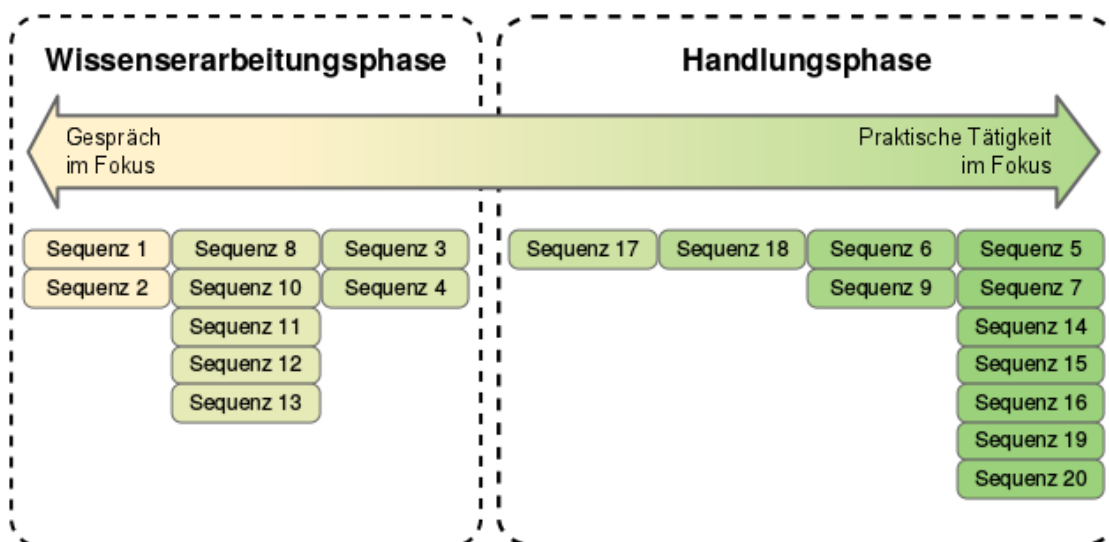 Wissenserarbeitungsphase
Handlungsphase
Gespräch
im Fokus
Praktische Tätigkeit
im Fokus
Sequenz 1
Sequenz 8
Sequenz 3
Sequenz 17
Sequenz 18
Sequenz 6
Sequenz 5
Sequenz 2
Sequenz 10
Sequenz 4
Sequenz 9
Sequenz 7
Sequenz 11
Sequenz 14
Sequenz 12
Sequenz 15
Sequenz 13
Sequenz 16
Sequenz 19
Sequenz 20